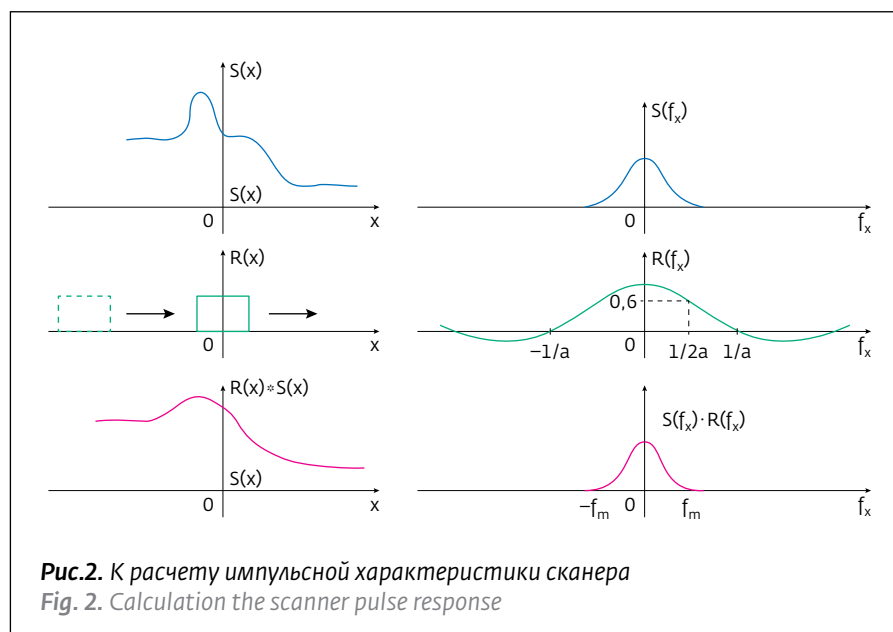 S(x)
S(x)
0
x
S(fₓ)
0
fₓ
R(x)
0
x
R(fₓ)
0,6
−1/a
0
1/2a
1/a
fₓ
R(x)*S(x)
S(x)
0
x
S(fₓ)·R(fₓ)
−fₘ
0
fₘ
fₓ
Рис.2. К расчету импульсной характеристики сканера
Fig. 2. Calculation the scanner pulse response